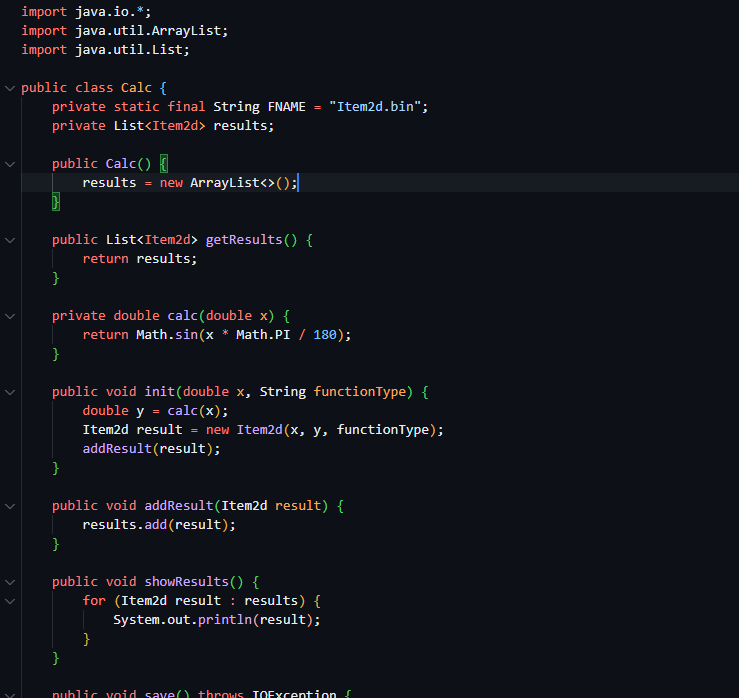 import java.io.*;
import java.util.ArrayList;
import java.util.List;
public class Calc {
private static final String FNAME = "Item2d.bin";
private List<Item2d> results;
public Calc() {
results = new ArrayList<>();
}
public List<Item2d> getResults() {
return results;
}
private double calc(double x) {
return Math.sin(x * Math.PI / 180);
}
public void init(double x, String functionType) {
double y = calc(x);
Item2d result = new Item2d(x, y, functionType);
addResult(result);
}
public void addResult(Item2d result) {
results.add(result);
}
public void showResults() {
for (Item2d result : results) {
System.out.println(result);
}
}
public void save() throws IOException {